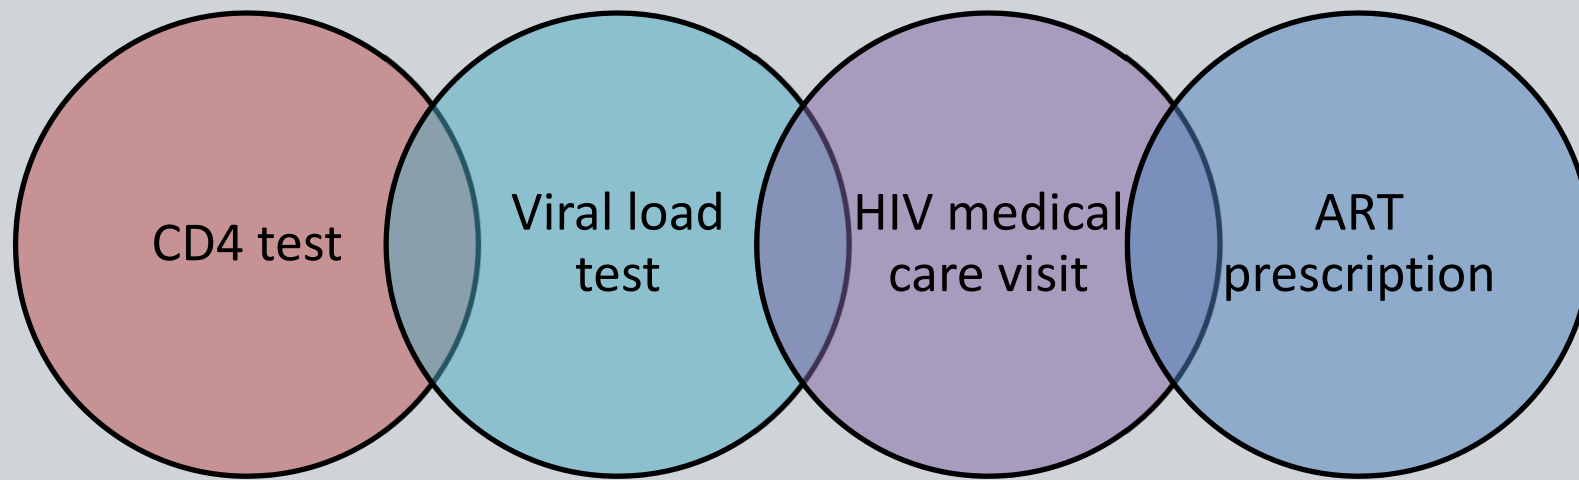 CD4 test
Viral load
test
HIV medical
care visit
ART
prescription